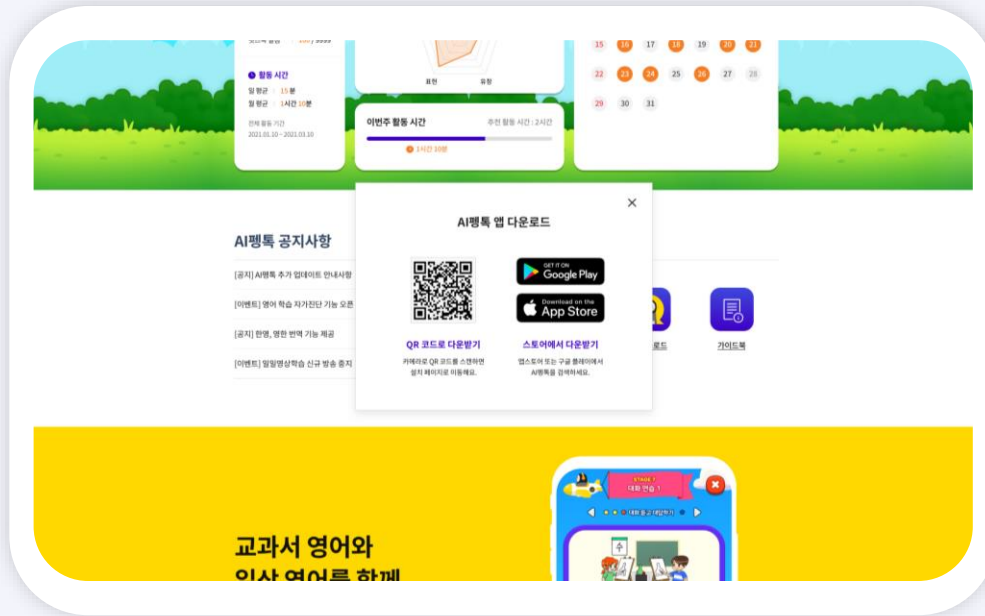 활동 시간
일 평균 : 15분
월 평균 : 1시간 10분
전체 활동 기간
2021.01.10 ~ 2021.03.10
표현
유창
이번주 활동 시간
추천 활동 시간 : 2시간
1시간 10분
15 16 17 18 19 20 21
22 23 24 25 26 27 28
29 30 31
AI펭톡 공지사항
[공지] AI펭톡 추가 업데이트 안내사항
[이벤트] 영어 학습 자가진단 기능 오픈
[공지] 한영, 영한 번역 기능 제공
[이벤트] 일일영상학습 신규 방송 중지
AI펭톡 앱 다운로드
GET IT ON
Google Play
Download on the
App Store
QR 코드로 다운받기
카메라로 QR 코드를 스캔하면
설치 페이지로 이동해요.
스토어에서 다운받기
앱스토어 또는 구글 플레이에서
AI펭톡을 검색하세요.
로드
가이드북
교과서 영어와
일상 영어를 함께
STAGE 1
대화 연습 1
수